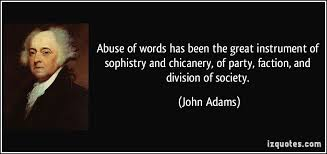 Abuse of words has been the great instrument of
sophistry and chicanery, of party, faction, and
division of society.
(John Adams)
izquotes.com